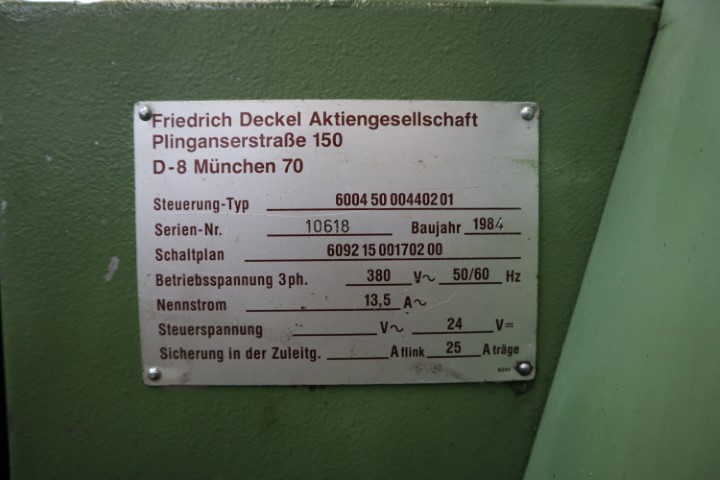 Friedrich Deckel Aktiengesellschaft
Plinganserstraße 150
D-8 München 70
Steuerung-Typ 6004 50 00440201
Serien-Nr. 10618 Baujahr 1984
Schaltplan 6092 15 001702 00
Betriebsspannung 3ph. 380 V~ 50/60 Hz
Nennstrom 13,5 A~
Steuerspannung V~ 24 V=
Sicherung in der Zuleitg. A flink 25 A träge